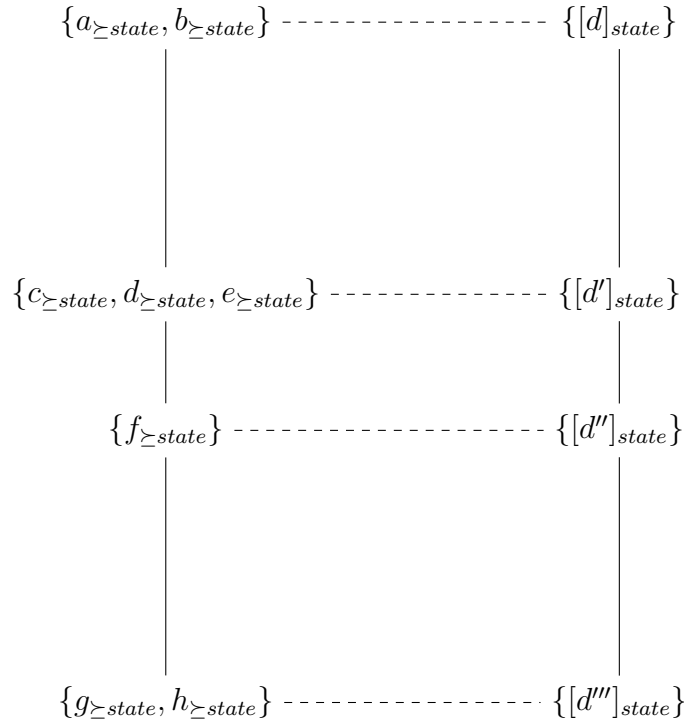 {a_{⪰state}, b_{⪰state}} {[d]_{state}}
{c_{⪰state}, d_{⪰state}, e_{⪰state}} {[d′]_{state}}
{f_{⪰state}} {[d″]_{state}}
{g_{⪰state}, h_{⪰state}} {[d‴]_{state}}